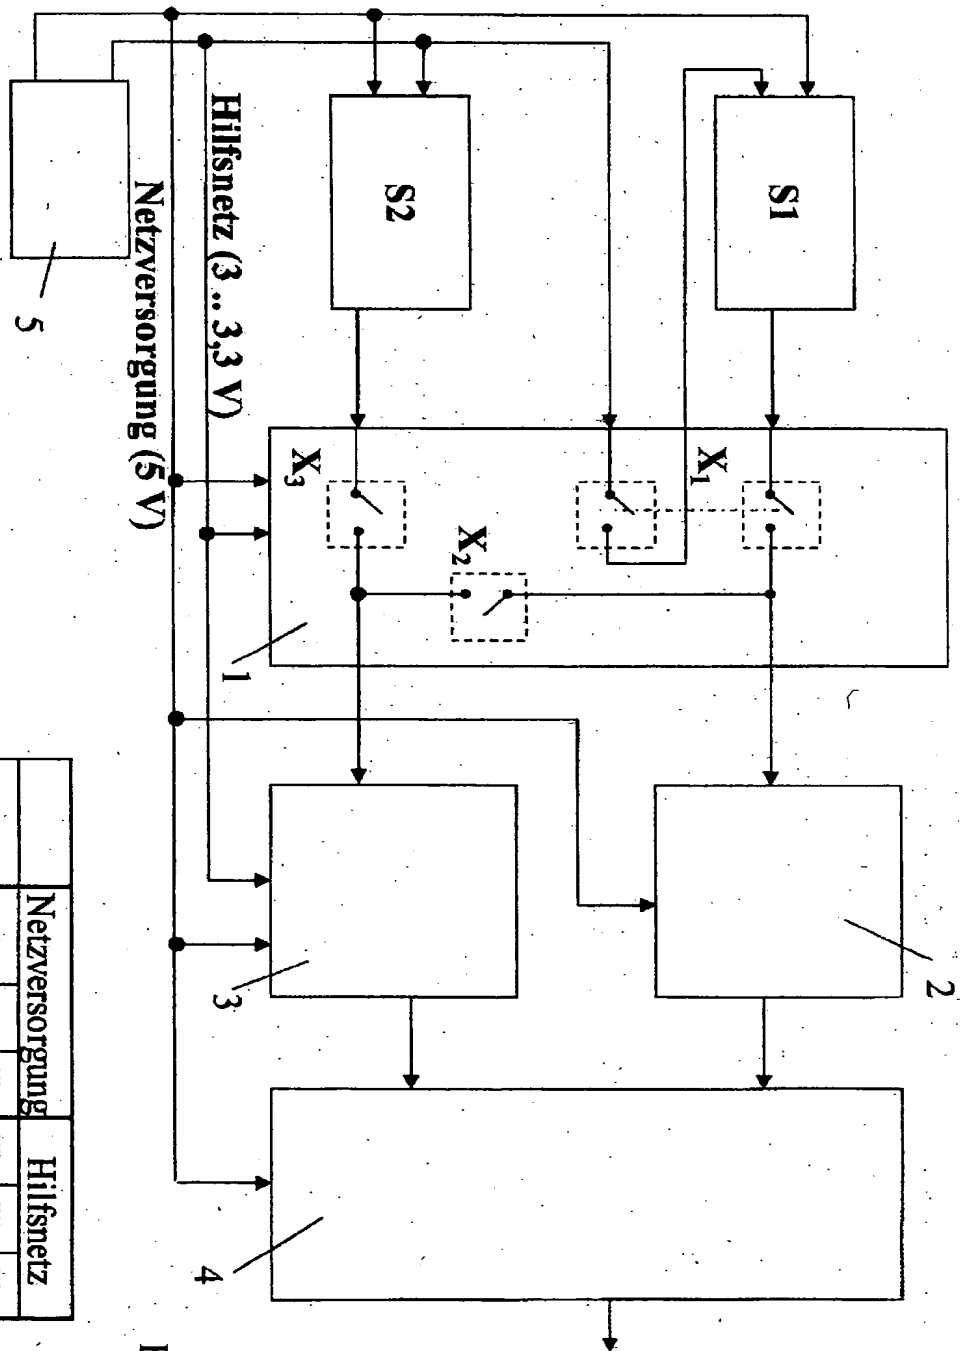 S1
S2
X₁
X₂
X₃
1
2
3
4
5
Hilfsnetz (3 .. 3,3 V)
Netzversorgung (5 V)
Netzversorgung
Hilfsnetz